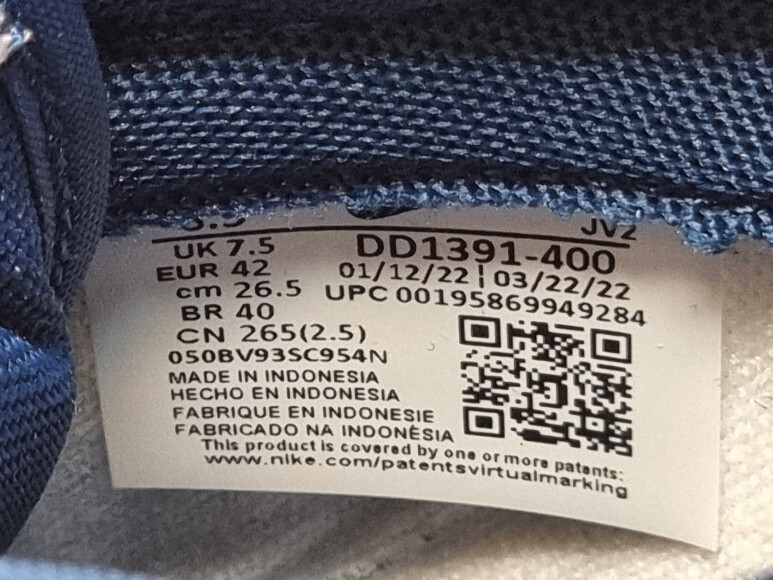 JV2
UK 7.5
DD1391-400
EUR 42
01/12/22 | 03/22/22
cm 26.5
UPC 00195869949284
BR 40
CN 265(2.5)
050BV93SC954N
MADE IN INDONESIA
HECHO EN INDONESIA
FABRIQUE EN INDONESIE
FABRICADO NA INDONÉSIA
This product is covered by one or more patents:
www.nike.com/patentsvirtualmarking